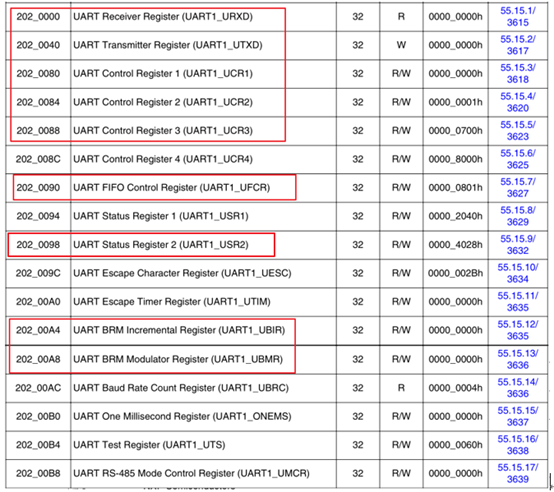 202_0000 UART Receiver Register (UART1_URXD) 32 R 0000_0000h 55.15.1/
3615
202_0040 UART Transmitter Register (UART1_UTXD) 32 W 0000_0000h 55.15.2/
3617
202_0080 UART Control Register 1 (UART1_UCR1) 32 R/W 0000_0000h 55.15.3/
3618
202_0084 UART Control Register 2 (UART1_UCR2) 32 R/W 0000_0001h 55.15.4/
3620
202_0088 UART Control Register 3 (UART1_UCR3) 32 R/W 0000_0700h 55.15.5/
3623
202_008C UART Control Register 4 (UART1_UCR4) 32 R/W 0000_8000h 55.15.6/
3625
202_0090 UART FIFO Control Register (UART1_UFCR) 32 R/W 0000_0801h 55.15.7/
3627
202_0094 UART Status Register 1 (UART1_USR1) 32 R/W 0000_2040h 55.15.8/
3629
202_0098 UART Status Register 2 (UART1_USR2) 32 R/W 0000_4028h 55.15.9/
3632
202_009C UART Escape Character Register (UART1_UESC) 32 R/W 0000_002Bh 55.15.10/
3634
202_00A0 UART Escape Timer Register (UART1_UTIM) 32 R/W 0000_0000h 55.15.11/
3635
202_00A4 UART BRM Incremental Register (UART1_UBIR) 32 R/W 0000_0000h 55.15.12/
3635
202_00A8 UART BRM Modulator Register (UART1_UBMR) 32 R/W 0000_0000h 55.15.13/
3636
202_00AC UART Baud Rate Count Register (UART1_UBRC) 32 R 0000_0004h 55.15.14/
3636
202_00B0 UART One Millisecond Register (UART1_ONEMS) 32 R/W 0000_0000h 55.15.15/
3637
202_00B4 UART Test Register (UART1_UTS) 32 R/W 0000_0060h 55.15.16/
3638
202_00B8 UART RS-485 Mode Control Register (UART1_UMCR) 32 R/W 0000_0000h 55.15.17/
3639